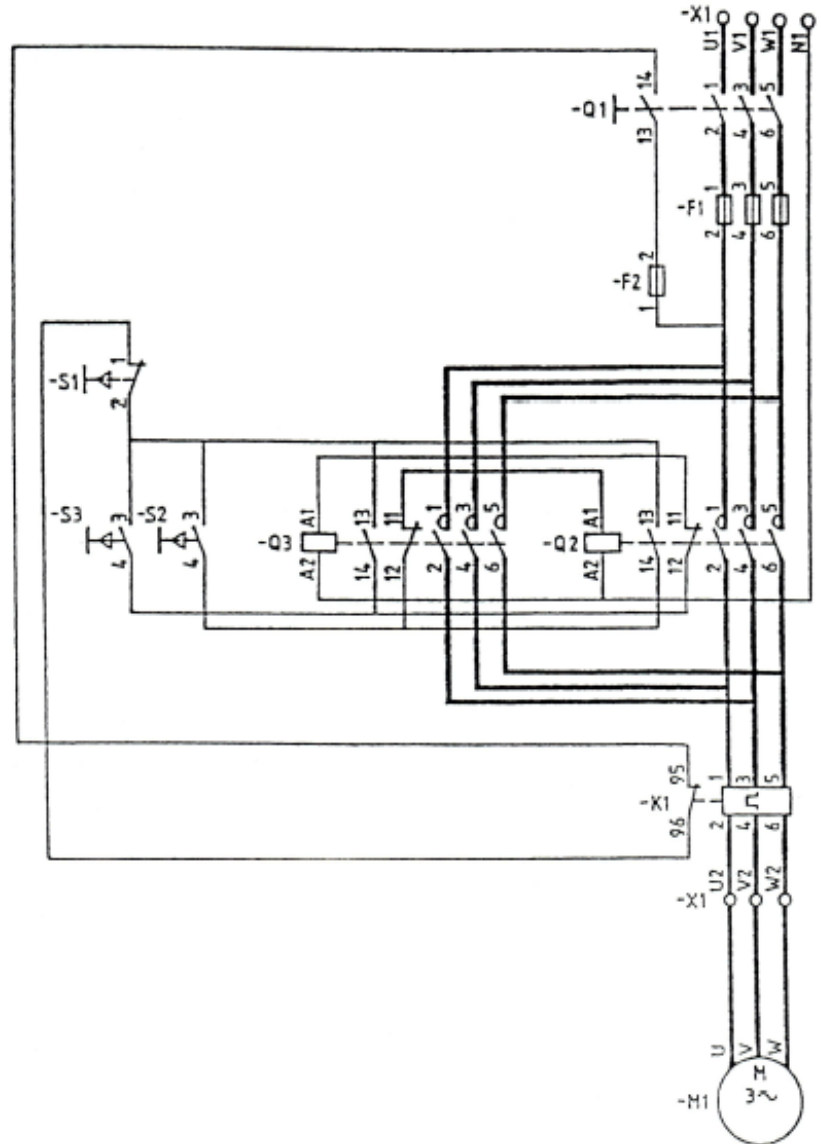 -X1
U1 V1 W1 N1
14 1 3 5
-Q1
13 2 4 6
1 3 5
-F1
2 4 6
2
-F2
1
1
-S1
2
3 3 A1 13 11 1 3 5 A1 13 11 1 3 5
-S3 -S2 -Q3 -Q2
4 4 A2 14 12 2 4 6 A2 14 12 2 4 6
95 1 3 5
-K1
96 2 4 6
U2 V2 W2
-X1
U V W
M
-M1 3~